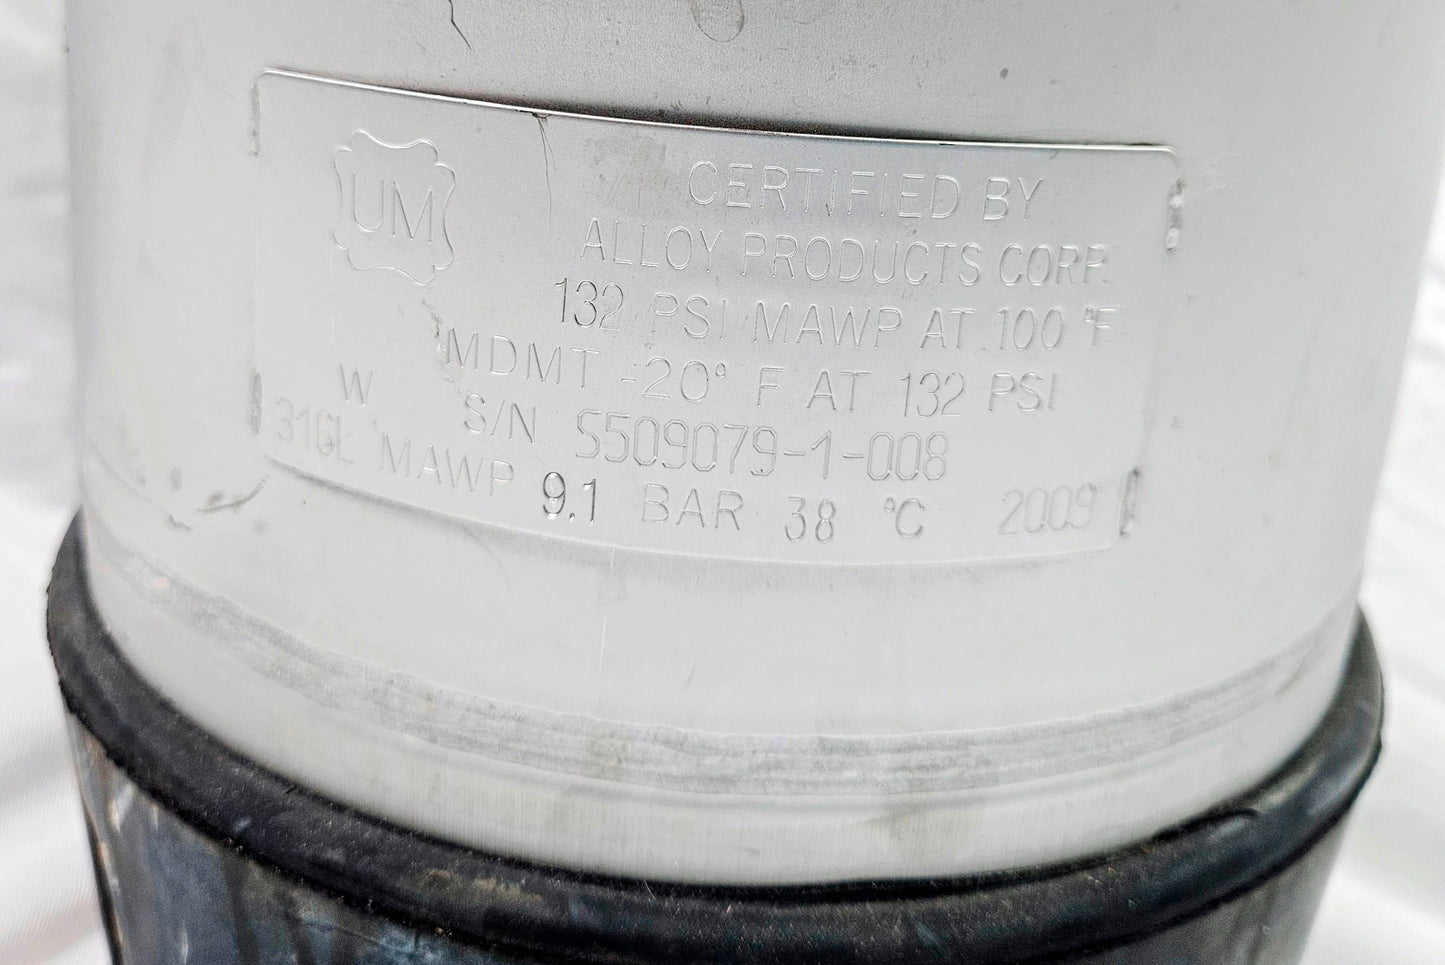 UM
CERTIFIED BY
ALLOY PRODUCTS CORP.
132 PSI MAWP AT 100 °F
MDMT -20° F AT 132 PSI
W
S/N S509079-1-008
316L MAWP 9.1 BAR 38 °C 2009